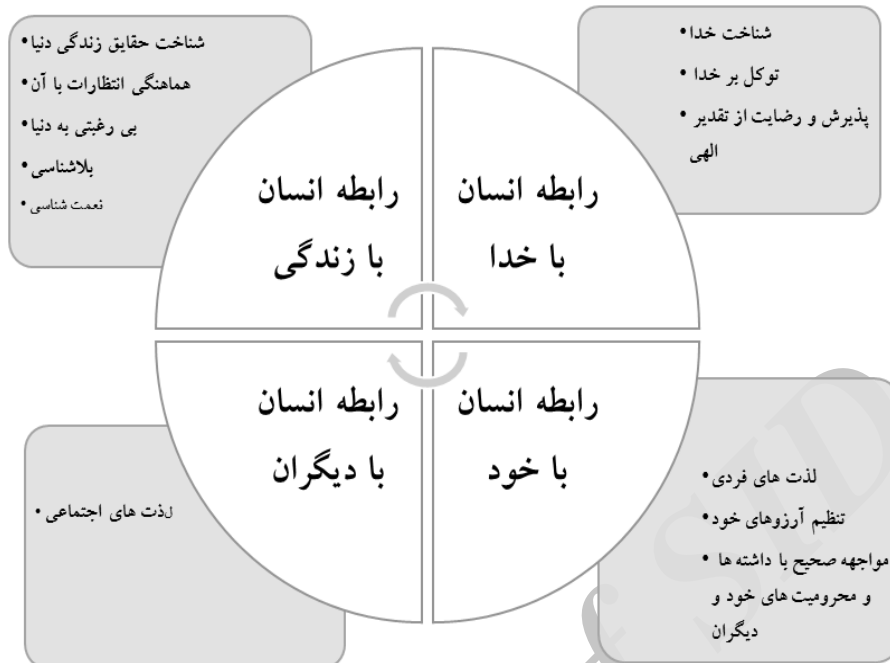 • شناخت خدا
• توکل بر خدا
• پذیرش و رضایت از تقدیر
الهی
• شناخت حقایق زندگی دنیا
• هماهنگی انتظارات با آن
• بی رغبتی به دنیا
• بلاشناسی
• نعمت شناسی
رابطه انسان
با خدا
رابطه انسان
با زندگی
رابطه انسان
با خود
رابطه انسان
با دیگران
• لذت های فردی
• تنظیم آرزوهای خود
• مواجهه صحیح با داشته ها
و محرومیت های خود و
دیگران
• لذت های اجتماعی
f SID